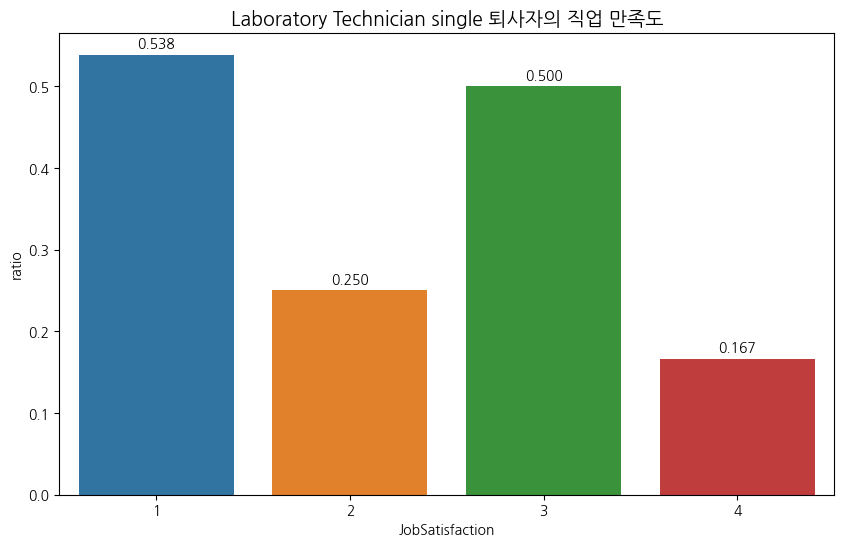 Laboratory Technician single 퇴사자의 직업 만족도
0.538
0.500
0.250
0.167
ratio
0.5
0.4
0.3
0.2
0.1
0.0
1 2 3 4
JobSatisfaction